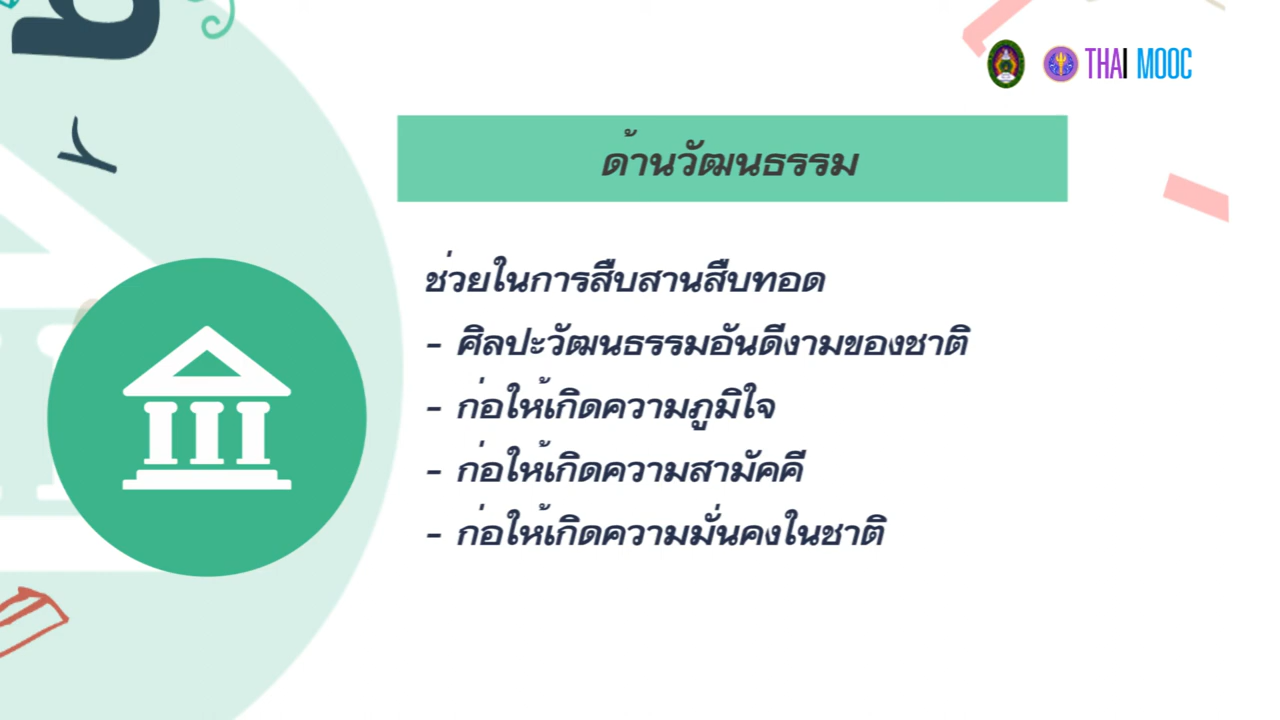 THAI MOOC
ด้านวัฒนธรรม
ช่วยในการสืบสานสืบทอด
- ศิลปะวัฒนธรรมอันดีงามของชาติ
- ก่อให้เกิดความภูมิใจ
- ก่อให้เกิดความสามัคคี
- ก่อให้เกิดความมั่นคงในชาติ